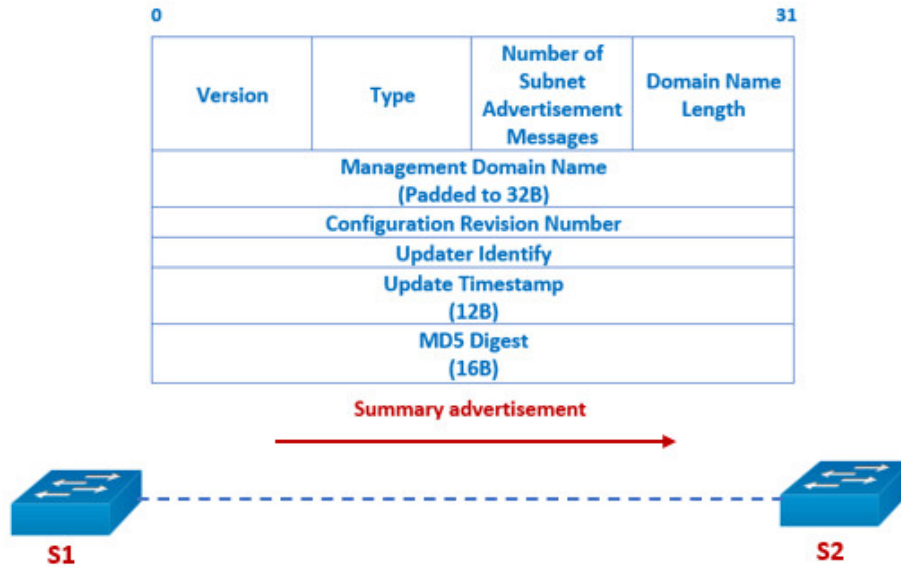 0 31
Version
Type
Number of
Subnet
Advertisement
Messages
Domain Name
Length
Management Domain Name
(Padded to 32B)
Configuration Revision Number
Updater Identify
Update Timestamp
(12B)
MD5 Digest
(16B)
Summary advertisement
S1
S2